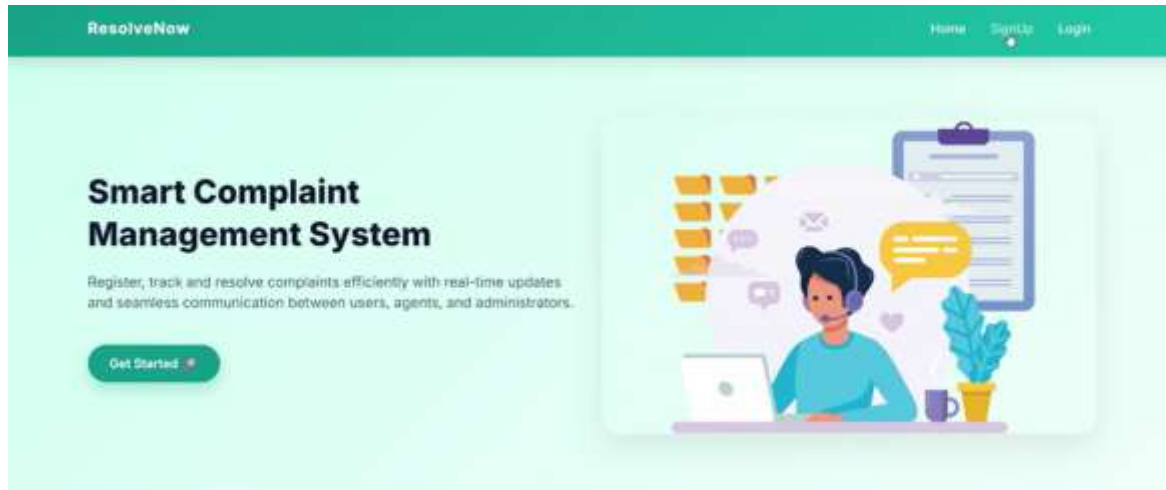 ResolveNow
Home SignUp Login
Smart Complaint
Management System
Register, track and resolve complaints efficiently with real-time updates
and seamless communication between users, agents, and administrators.
Get Started